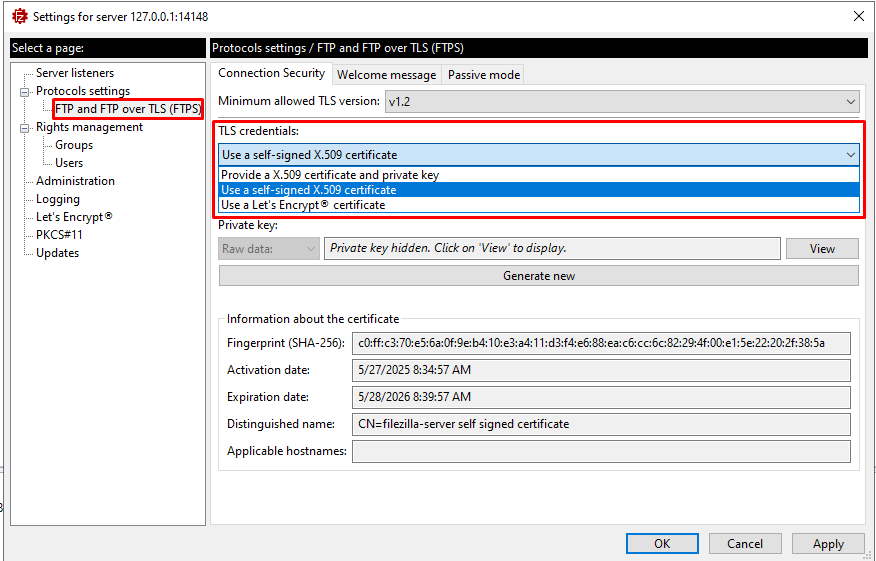 Settings for server 127.0.0.1:14148
Select a page:
Server listeners
Protocols settings
FTP and FTP over TLS (FTPS)
Rights management
Groups
Users
Administration
Logging
Let's Encrypt®
PKCS#11
Updates
Protocols settings / FTP and FTP over TLS (FTPS)
Connection Security Welcome message Passive mode
Minimum allowed TLS version: v1.2
TLS credentials:
Use a self-signed X.509 certificate
Provide a X.509 certificate and private key
Use a self-signed X.509 certificate
Use a Let's Encrypt® certificate
Private key:
Raw data: Private key hidden. Click on 'View' to display. View
Generate new
Information about the certificate
Fingerprint (SHA-256): c0:ff:c3:70:e5:6a:0f:9e:b4:10:e3:a4:11:d3:f4:e6:88:ea:c6:cc:6c:82:29:4f:00:e1:5e:22:20:2f:38:5a
Activation date: 5/27/2025 8:34:57 AM
Expiration date: 5/28/2026 8:39:57 AM
Distinguished name: CN=filezilla-server self signed certificate
Applicable hostnames:
OK Cancel Apply